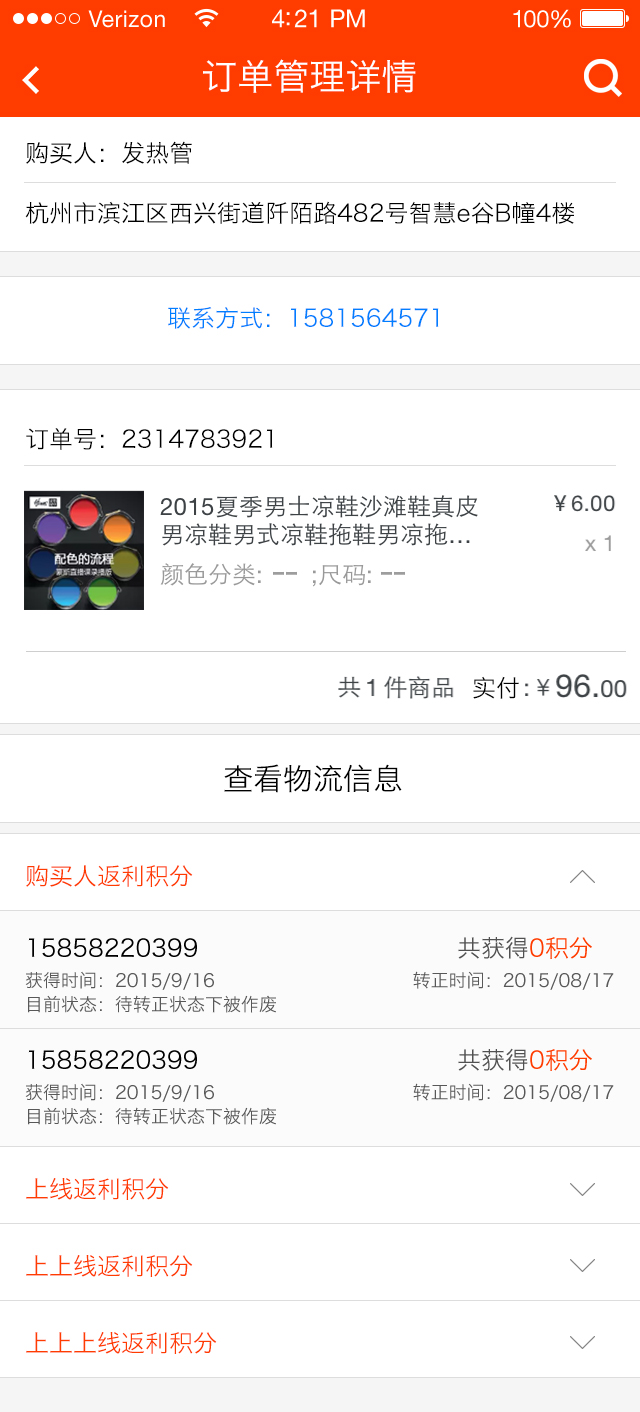 Verizon 4:21 PM 100%
订单管理详情
购买人：发热管
杭州市滨江区西兴街道阡陌路482号智慧e谷B幢4楼
联系方式：1581564571
订单号：2314783921
2015夏季男士凉鞋沙滩鞋真皮 ¥6.00
男凉鞋男式凉鞋拖鞋男凉拖... x 1
配色的流程
颜色分类: -- ;尺码: --
共1件商品 实付:¥96.00
查看物流信息
购买人返利积分
15858220399 共获得0积分
获得时间：2015/9/16 转正时间：2015/08/17
目前状态：待转正状态下被作废
15858220399 共获得0积分
获得时间：2015/9/16 转正时间：2015/08/17
目前状态：待转正状态下被作废
上线返利积分
上上线返利积分
上上上线返利积分